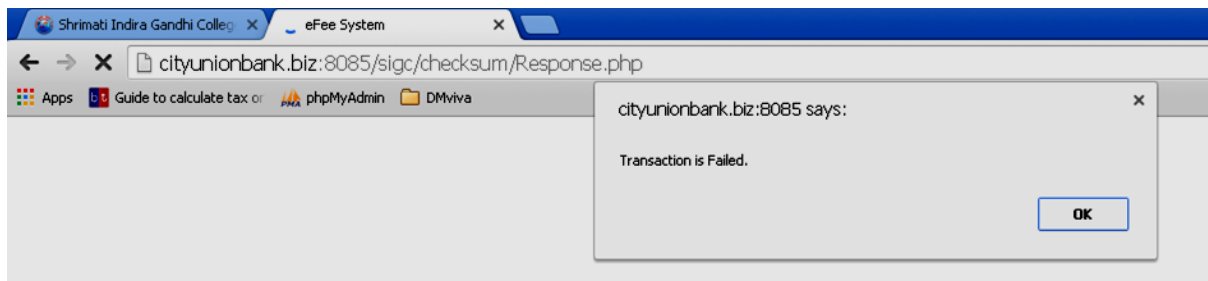 Shrimati Indira Gandhi Colleg
eFee System
cityunionbank.biz:8085/sigc/checksum/Response.php
Apps
Guide to calculate tax or
phpMyAdmin
DMviva
cityunionbank.biz:8085 says:
Transaction is Failed.
OK